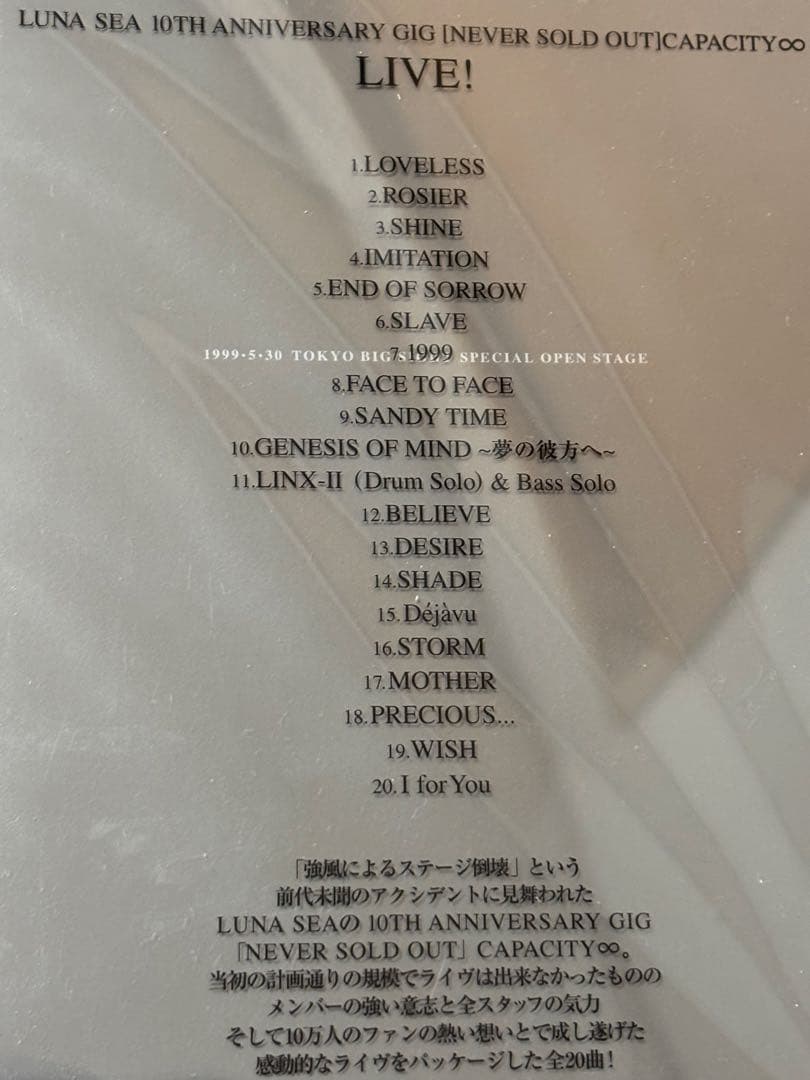 LUNA SEA 10TH ANNIVERSARY GIG [NEVER SOLD OUT]CAPACITY∞
LIVE!
1.LOVELESS
2.ROSIER
3.SHINE
4.IMITATION
5.END OF SORROW
6.SLAVE
7.1999
1999•5•30 TOKYO BIG SPECIAL OPEN STAGE
8.FACE TO FACE
9.SANDY TIME
10.GENESIS OF MIND ~夢の彼方へ~
11.LINX-II (Drum Solo) & Bass Solo
12.BELIEVE
13.DESIRE
14.SHADE
15.Déjàvu
16.STORM
17.MOTHER
18.PRECIOUS...
19.WISH
20.I for You
「強風によるステージ倒壊」という
前代未聞のアクシデントに見舞われた
LUNA SEAの 10TH ANNIVERSARY GIG
「NEVER SOLD OUT」CAPACITY∞。
当初の計画通りの規模でライヴは出来なかったものの
メンバーの強い意志と全スタッフの気力
そして10万人のファンの熱い想いとで成し遂げた
感動的なライヴをパッケージした全20曲!